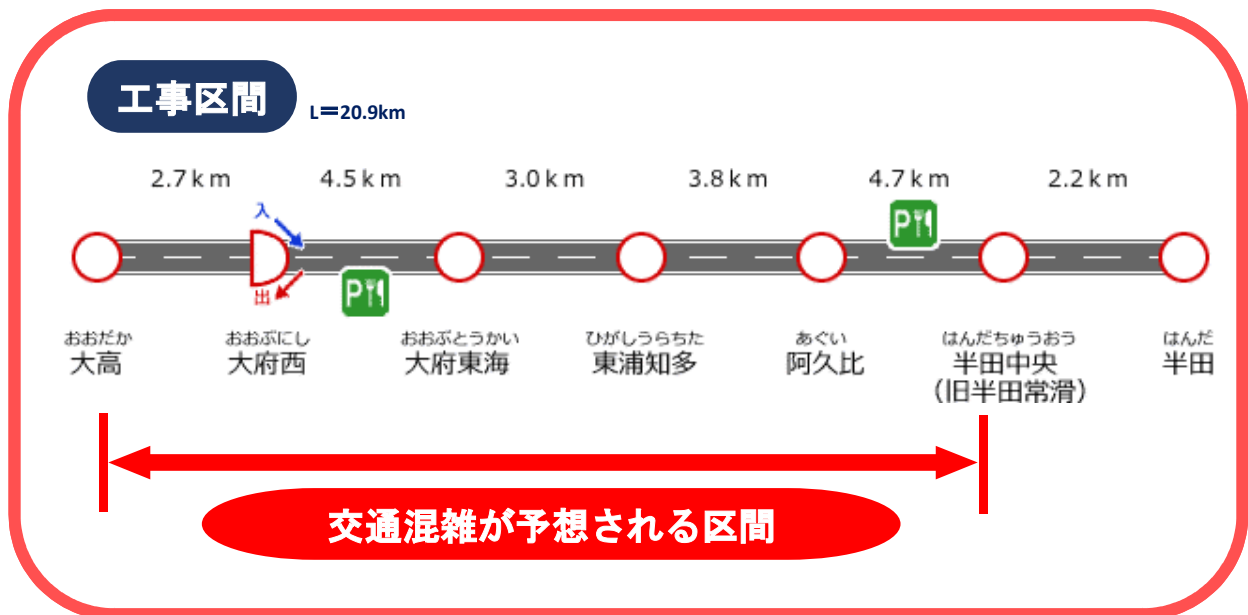 工事区間
L=20.9km
2.7km 4.5km 3.0km 3.8km 4.7km 2.2km
入
P
出
P
おおだか おおぶにし おおぶとうかい ひがしうらちた あぐい はんだちゅうおう はんだ
大高 大府西 大府東海 東浦知多 阿久比 半田中央 半田
(旧半田常滑)
交通混雑が予想される区間